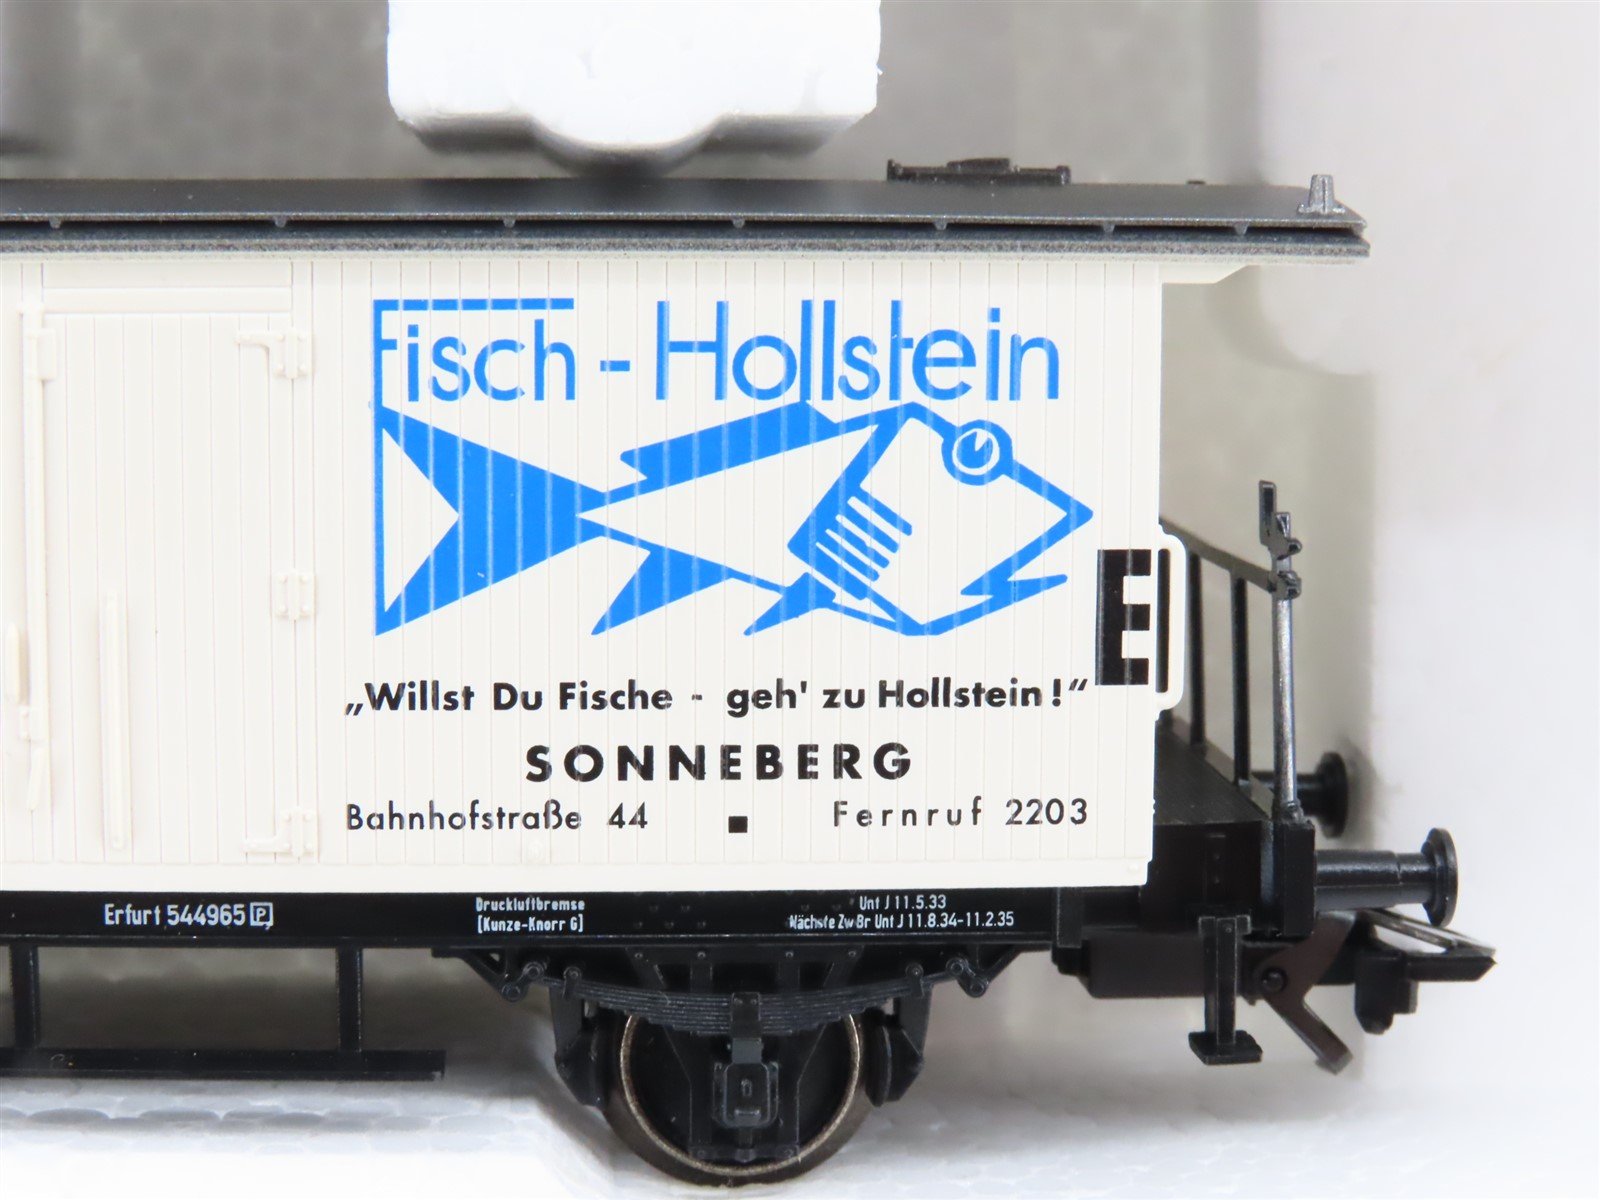 Fisch - Hollstein
E
„Willst Du Fische - geh' zu Hollstein!“
SONNEBERG
Bahnhofstraße 44 ■ Fernruf 2203
Erfurt 544965 P
Druckluftbremse
[Kunze-Knorr G]
Unt J 11.5.33
Nächste Zw Br Unt J 11.8.34-11.2.35